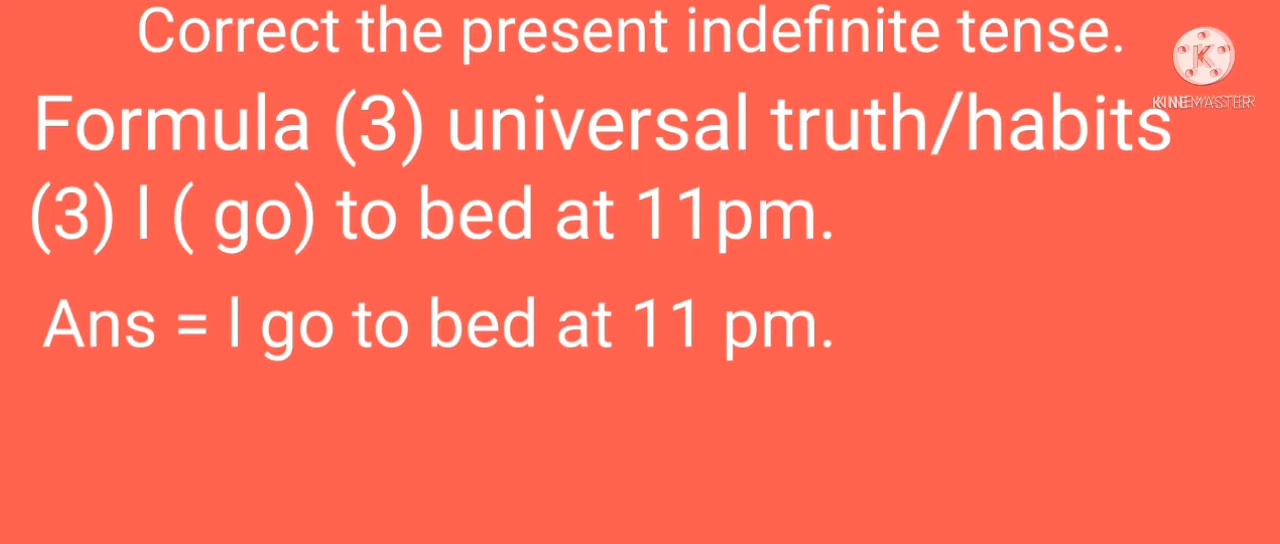 Correct the present indefinite tense.
KINEMASTER
Formula (3) universal truth/habits
(3) I ( go) to bed at 11pm.
Ans = I go to bed at 11 pm.